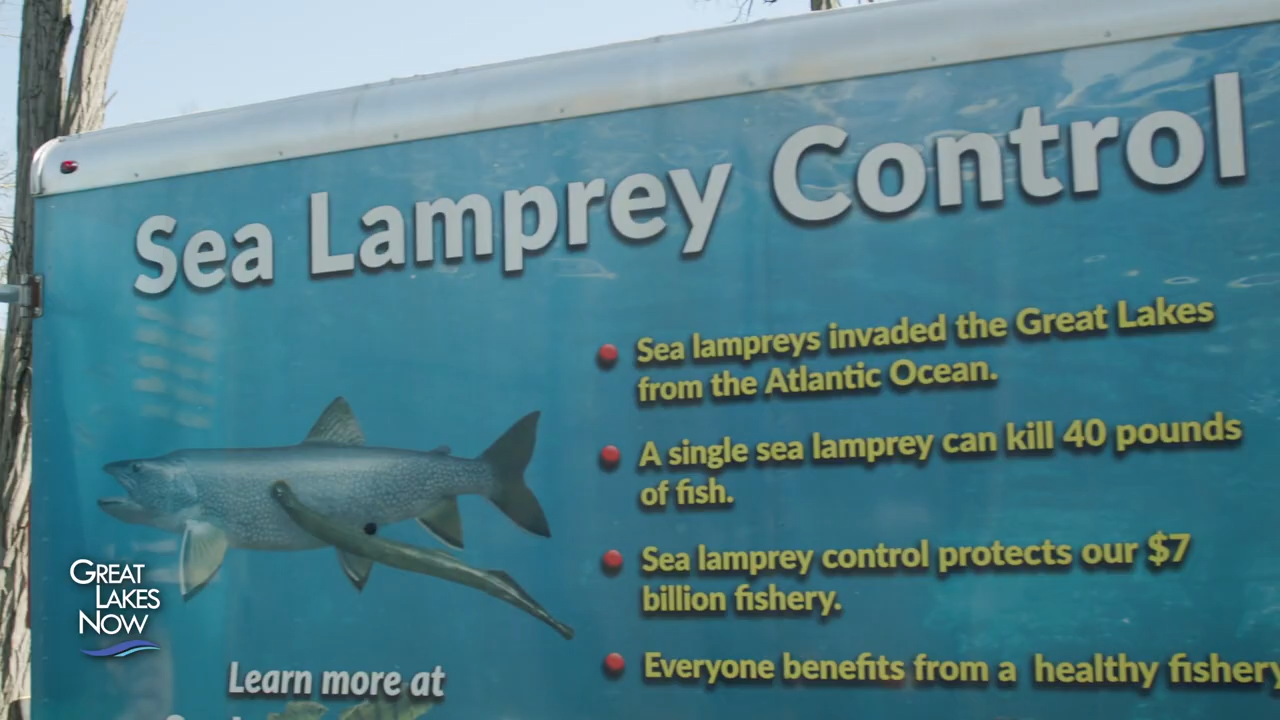 Sea Lamprey Control
Sea lampreys invaded the Great Lakes
from the Atlantic Ocean.
A single sea lamprey can kill 40 pounds
of fish.
Sea lamprey control protects our $7
billion fishery.
Everyone benefits from a healthy fishery
Learn more at
GREAT
LAKES
NOW